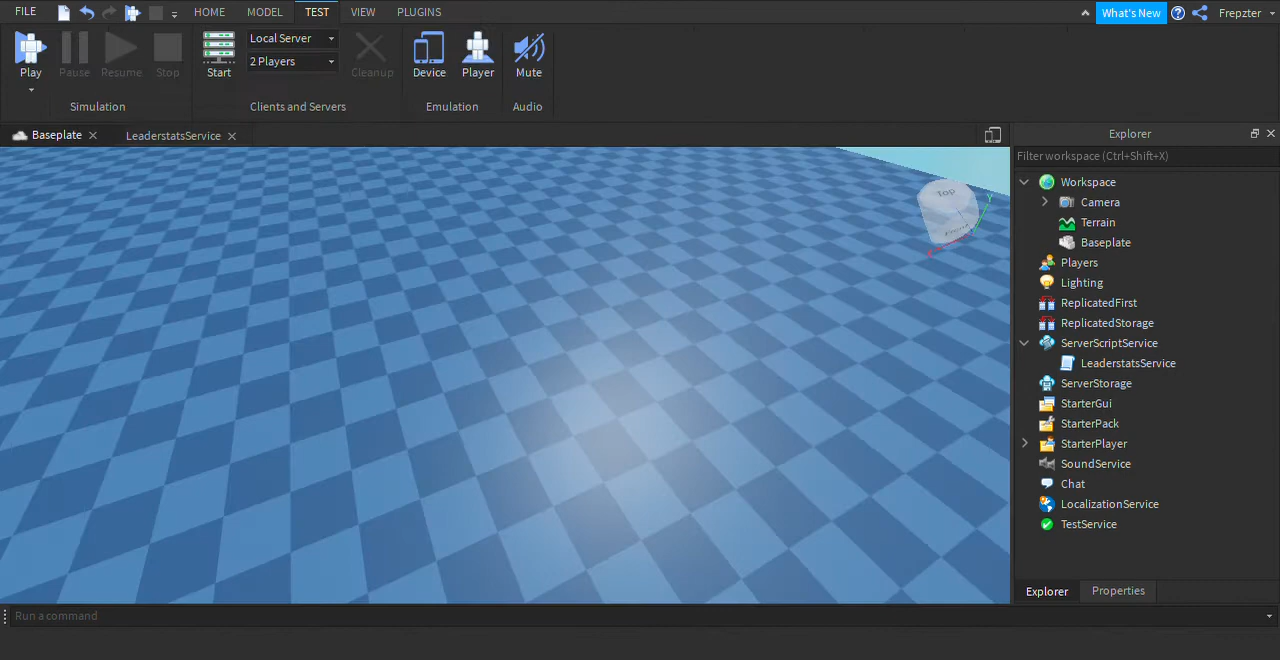 FILE
HOME
MODEL
TEST
VIEW
PLUGINS
What's New
Frepzter
Play
Pause
Resume
Stop
Simulation
Start
Local Server
2 Players
Cleanup
Clients and Servers
Device
Player
Emulation
Mute
Audio
Baseplate
LeaderstatsService
Top
Front
Y
Explorer
Filter workspace (Ctrl+Shift+X)
Workspace
Camera
Terrain
Baseplate
Players
Lighting
ReplicatedFirst
ReplicatedStorage
ServerScriptService
LeaderstatsService
ServerStorage
StarterGui
StarterPack
StarterPlayer
SoundService
Chat
LocalizationService
TestService
Explorer
Properties
Run a command